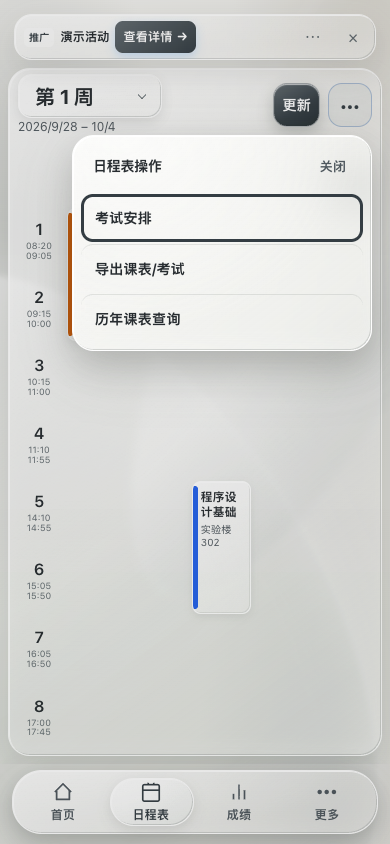 推广 演示活动 查看详情 → ··· ×
第 1 周
更新 •••
2026/9/28 – 10/4
日程表操作 关闭
考试安排
导出课表/考试
历年课表查询
1
08:20
09:05
2
09:15
10:00
3
10:15
11:00
4
11:10
11:55
5
14:10
14:55
程序设
计基础
实验楼
302
6
15:05
15:50
7
16:05
16:50
8
17:00
17:45
首页 日程表 成绩 更多